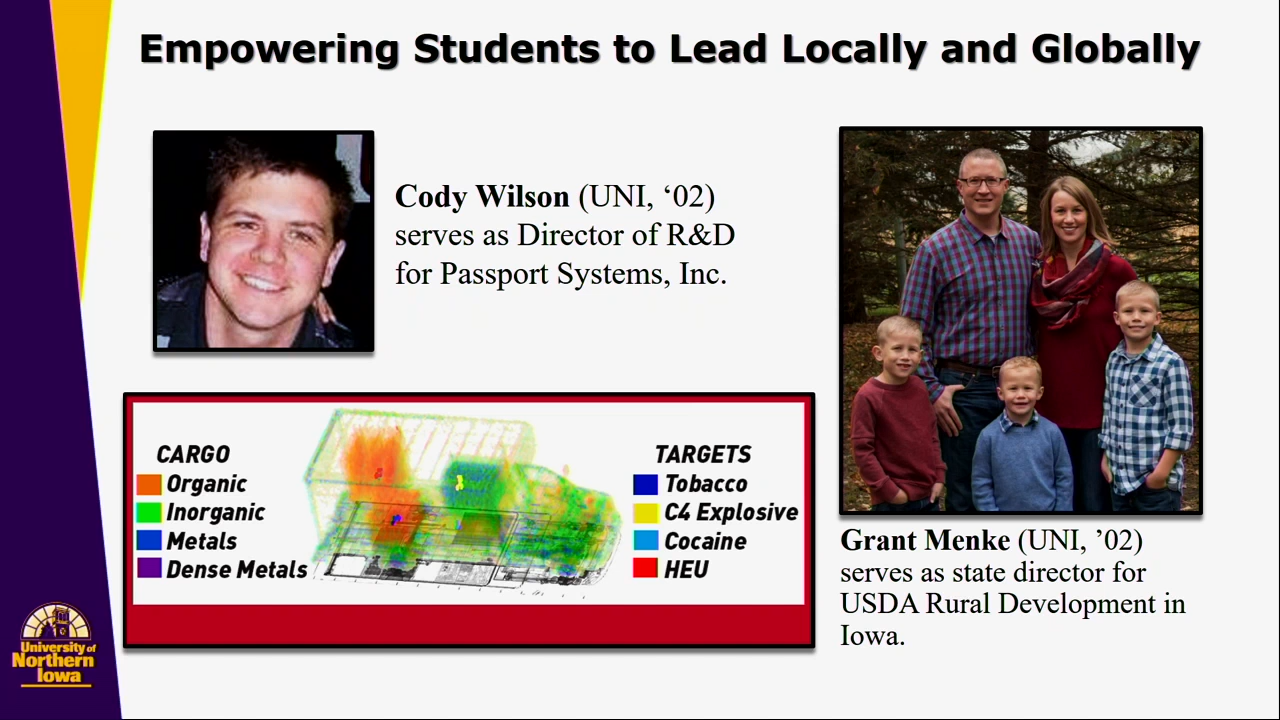 Empowering Students to Lead Locally and Globally
Cody Wilson (UNI, ‘02)
serves as Director of R&D
for Passport Systems, Inc.
CARGO
Organic
Inorganic
Metals
Dense Metals
TARGETS
Tobacco
C4 Explosive
Cocaine
HEU
Grant Menke (UNI, ’02)
serves as state director for
USDA Rural Development in
Iowa.
University of
Northern
Iowa